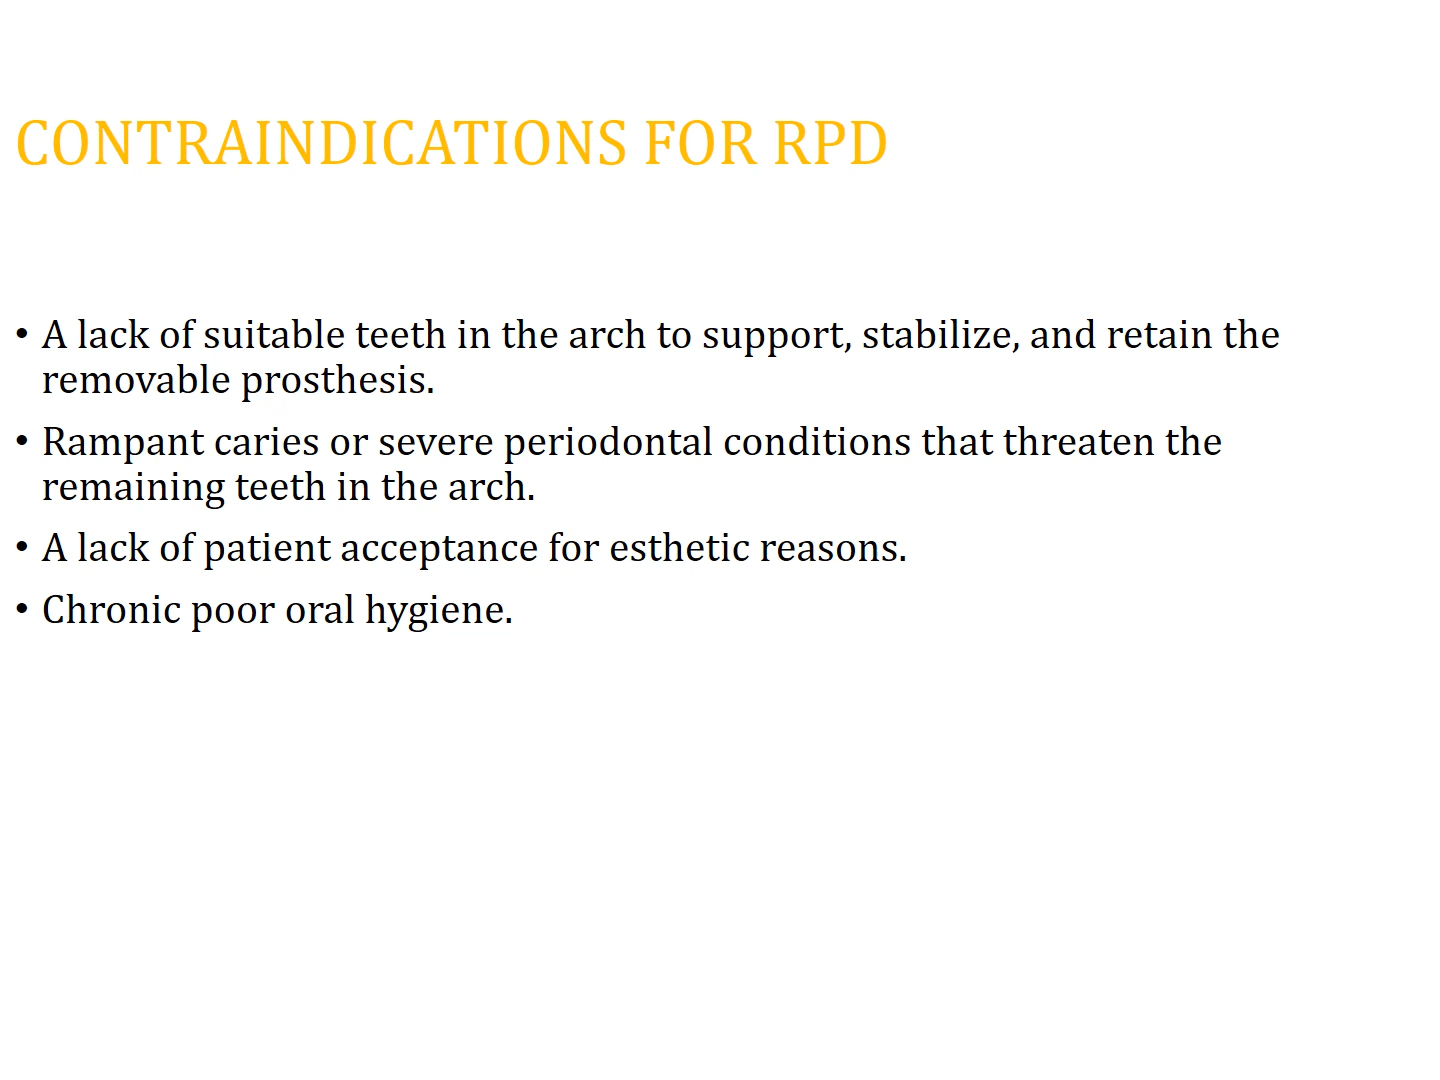 CONTRAINDICATIONS FOR RPD
• A lack of suitable teeth in the arch to support, stabilize, and retain the
removable prosthesis.
• Rampant caries or severe periodontal conditions that threaten the
remaining teeth in the arch.
• A lack of patient acceptance for esthetic reasons.
• Chronic poor oral hygiene.